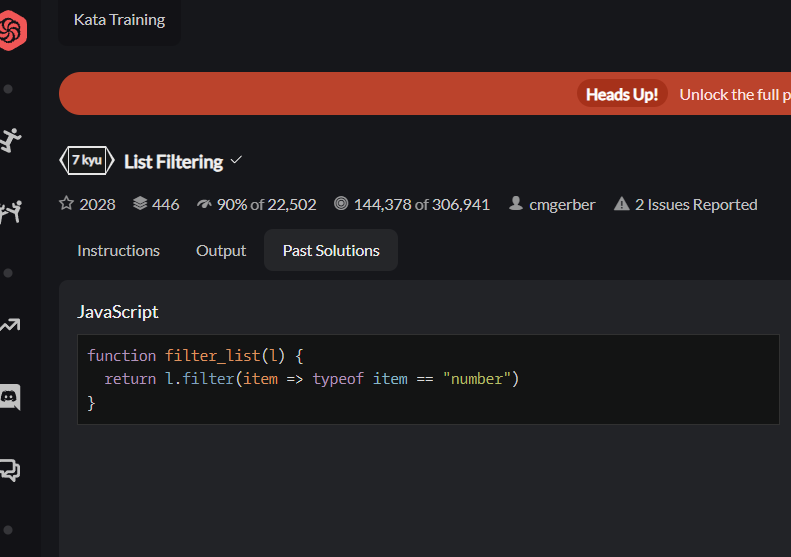 Kata Training
Heads Up! Unlock the full p
7 kyu List Filtering
2028 446 90% of 22,502 144,378 of 306,941 cmgerber 2 Issues Reported
Instructions Output Past Solutions
JavaScript
function filter_list(l) {
  return l.filter(item => typeof item == "number")
}